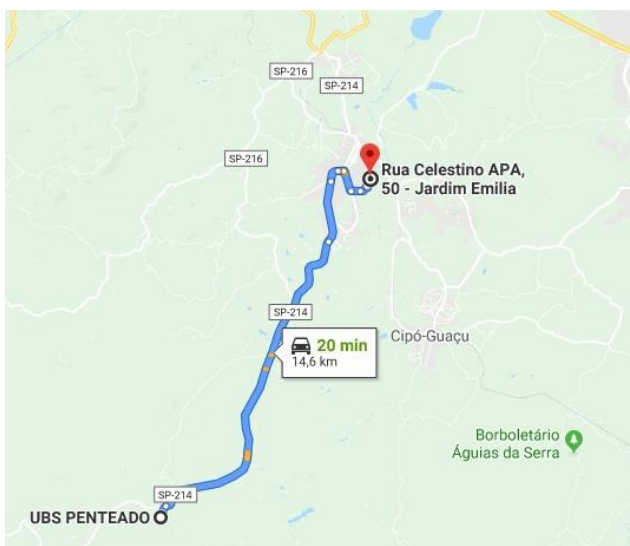 SP-216
SP-214
SP-216
Rua Celestino APA,
50 - Jardim Emilia
SP-214
20 min
14,6 km
Cipó-Guaçu
Borboletário
Águias da Serra
SP-214
UBS PENTEADO